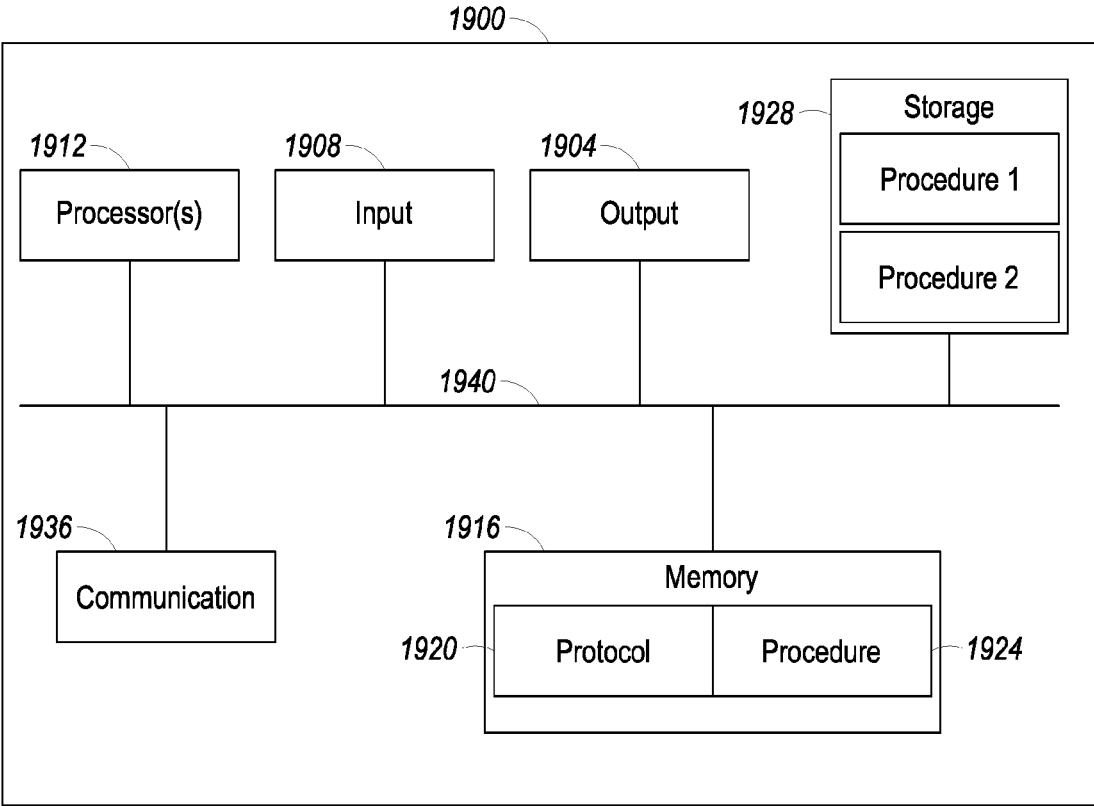 1900
1928
Storage
1912
1908
1904
Procedure 1
Processor(s)
Input
Output
Procedure 2
1940
1936
1916
Communication
Memory
1920
Protocol
Procedure
1924